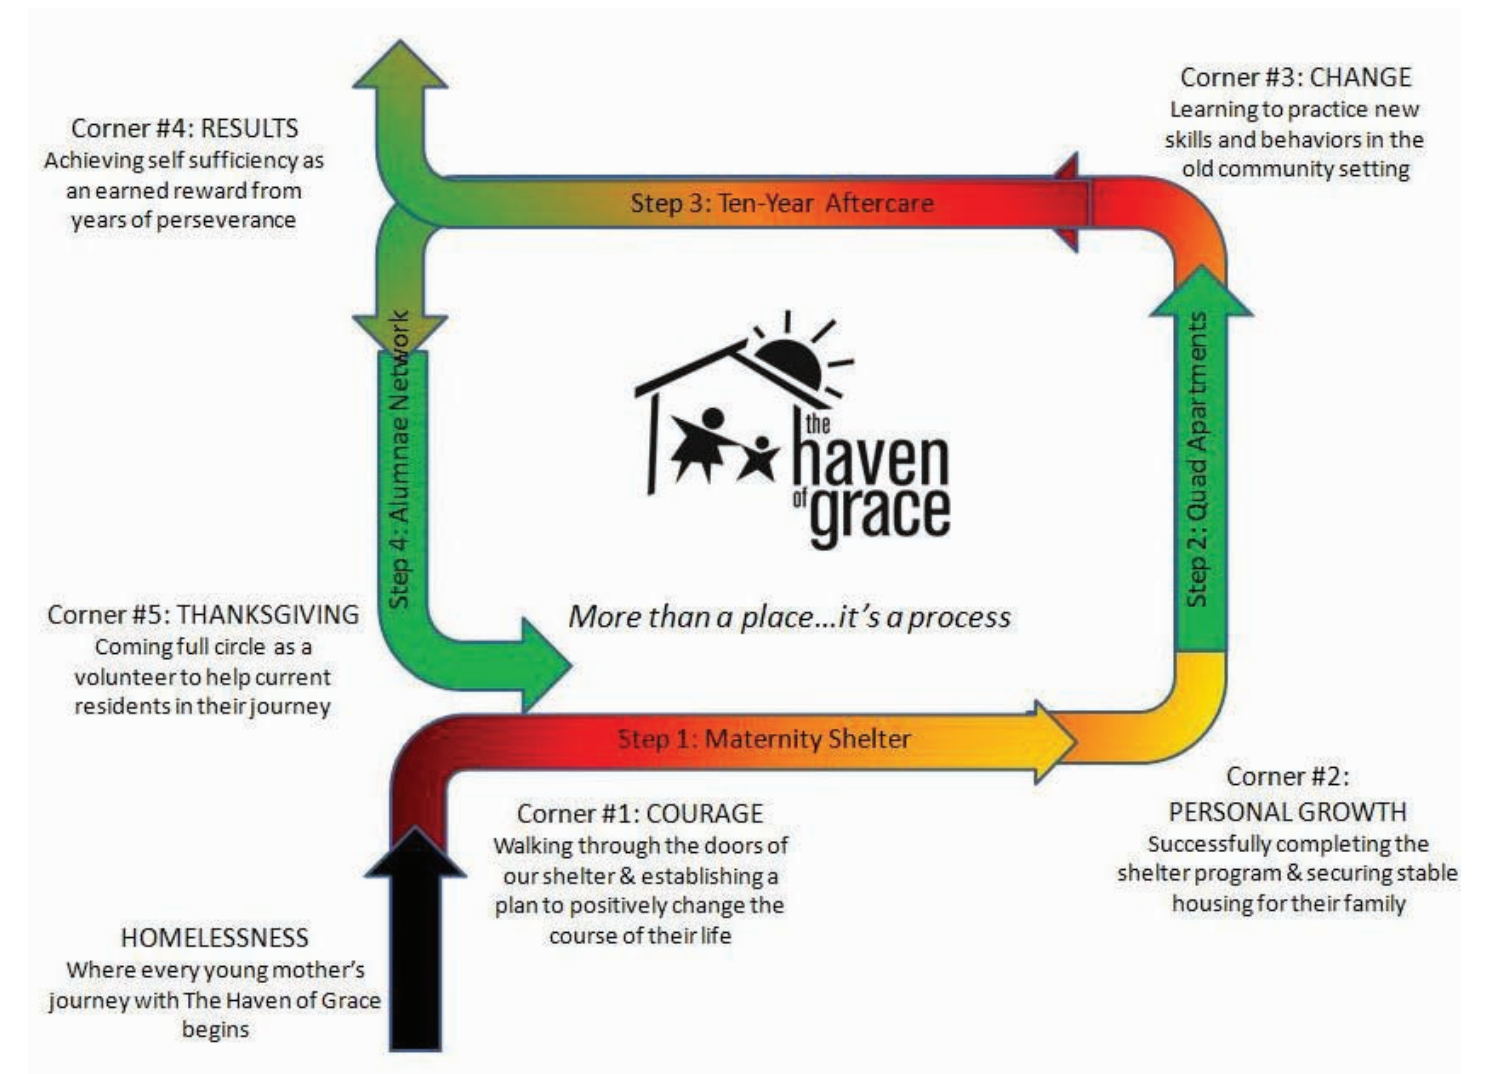 Corner #3: CHANGE
Learning to practice new
skills and behaviors in the
old community setting
Corner #4: RESULTS
Achieving self sufficiency as
an earned reward from
years of perseverance
Step 3: Ten-Year Aftercare
Step 4: Alumnae Network
the
haven
of
grace
Step 2: Quad Apartments
More than a place...it's a process
Corner #5: THANKSGIVING
Coming full circle as a
volunteer to help current
residents in their journey
Step 1: Maternity Shelter
Corner #2:
PERSONAL GROWTH
Successfully completing the
shelter program & securing stable
housing for their family
Corner #1: COURAGE
Walking through the doors of
our shelter & establishing a
plan to positively change the
course of their life
HOMELESSNESS
Where every young mother's
journey with The Haven of Grace
begins